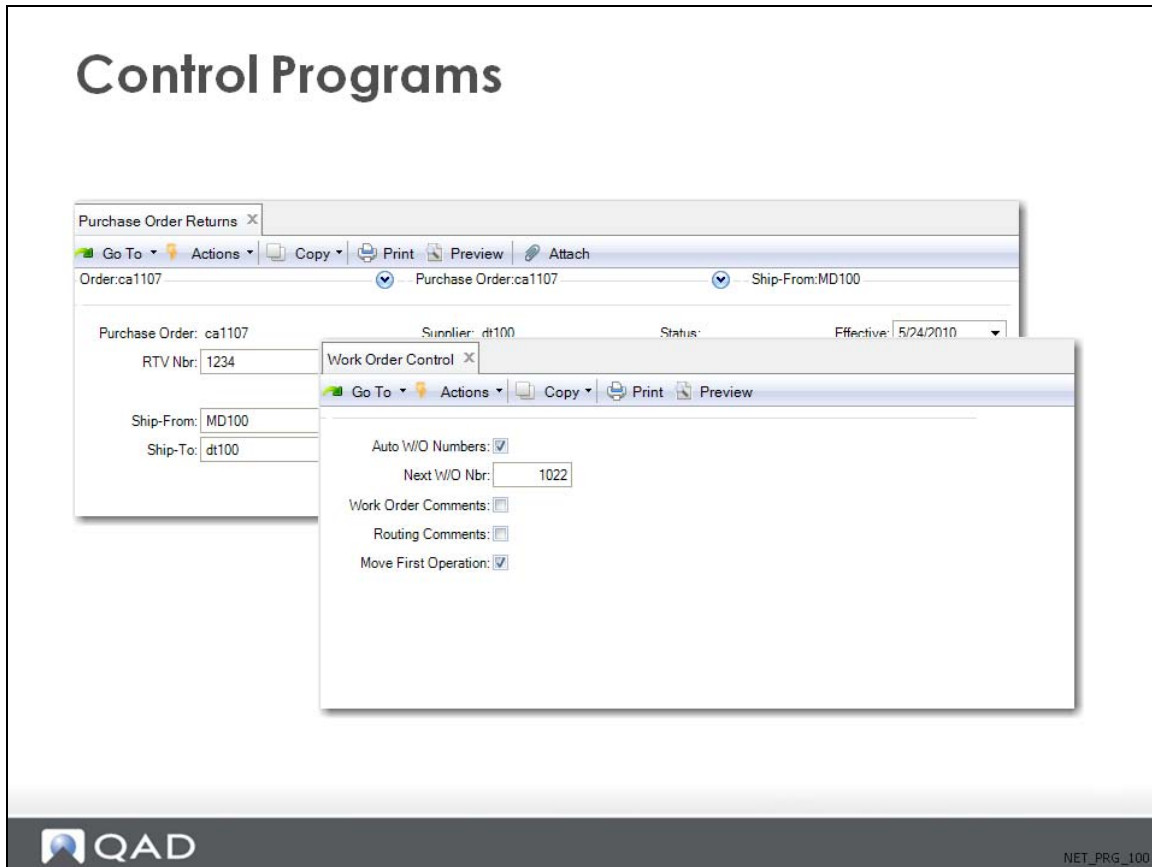 Control Programs
Purchase Order Returns X
Go To Actions Copy Print Preview Attach
Order:ca1107 Purchase Order:ca1107 Ship-From:MD100
Purchase Order: ca1107 Supplier: dt100 Status: Effective: 5/24/2010
RTV Nbr: 1234
Ship-From: MD100
Ship-To: dt100
Work Order Control X
Go To Actions Copy Print Preview
Auto W/O Numbers:
Next W/O Nbr: 1022
Work Order Comments:
Routing Comments:
Move First Operation:
QAD
NET_PRG_100